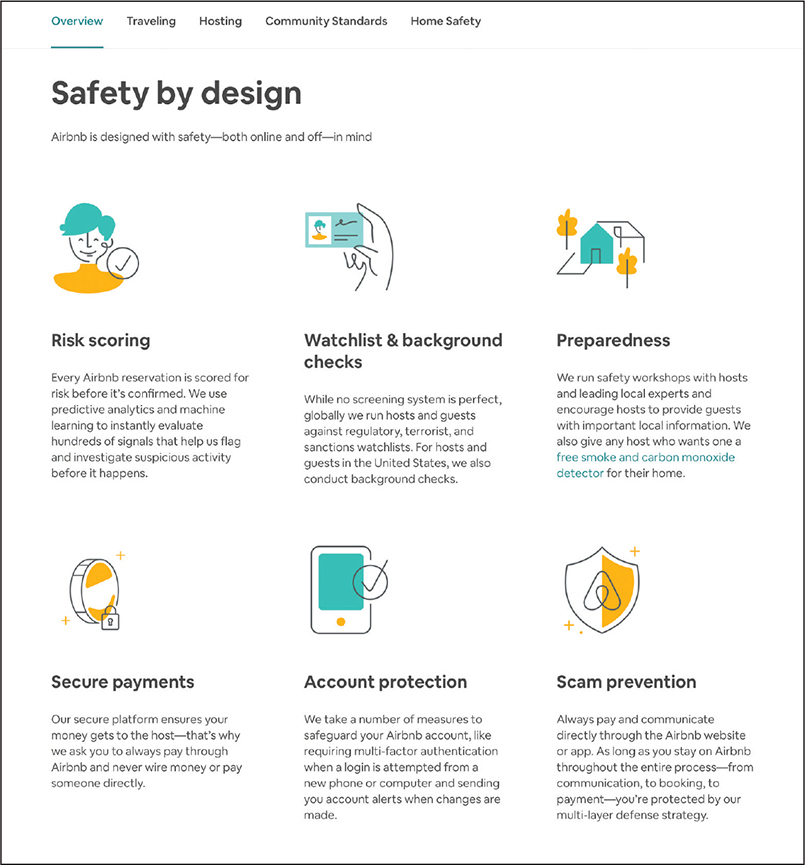 Overview Traveling Hosting Community Standards Home Safety
Safety by design
Airbnb is designed with safety—both online and off—in mind
Risk scoring
Every Airbnb reservation is scored for
risk before it's confirmed. We use
predictive analytics and machine
learning to instantly evaluate
hundreds of signals that help us flag
and investigate suspicious activity
before it happens.
Watchlist & background
checks
While no screening system is perfect,
globally we run hosts and guests
against regulatory, terrorist, and
sanctions watchlists. For hosts and
guests in the United States, we also
conduct background checks.
Preparedness
We run safety workshops with hosts
and leading local experts and
encourage hosts to provide guests
with important local information. We
also give any host who wants one a
free smoke and carbon monoxide
detector for their home.
Secure payments
Our secure platform ensures your
money gets to the host—that's why
we ask you to always pay through
Airbnb and never wire money or pay
someone directly.
Account protection
We take a number of measures to
safeguard your Airbnb account, like
requiring multi-factor authentication
when a login is attempted from a
new phone or computer and sending
you account alerts when changes are
made.
Scam prevention
Always pay and communicate
directly through the Airbnb website
or app. As long as you stay on Airbnb
throughout the entire process—from
communication, to booking, to
payment—you're protected by our
multi-layer defense strategy.